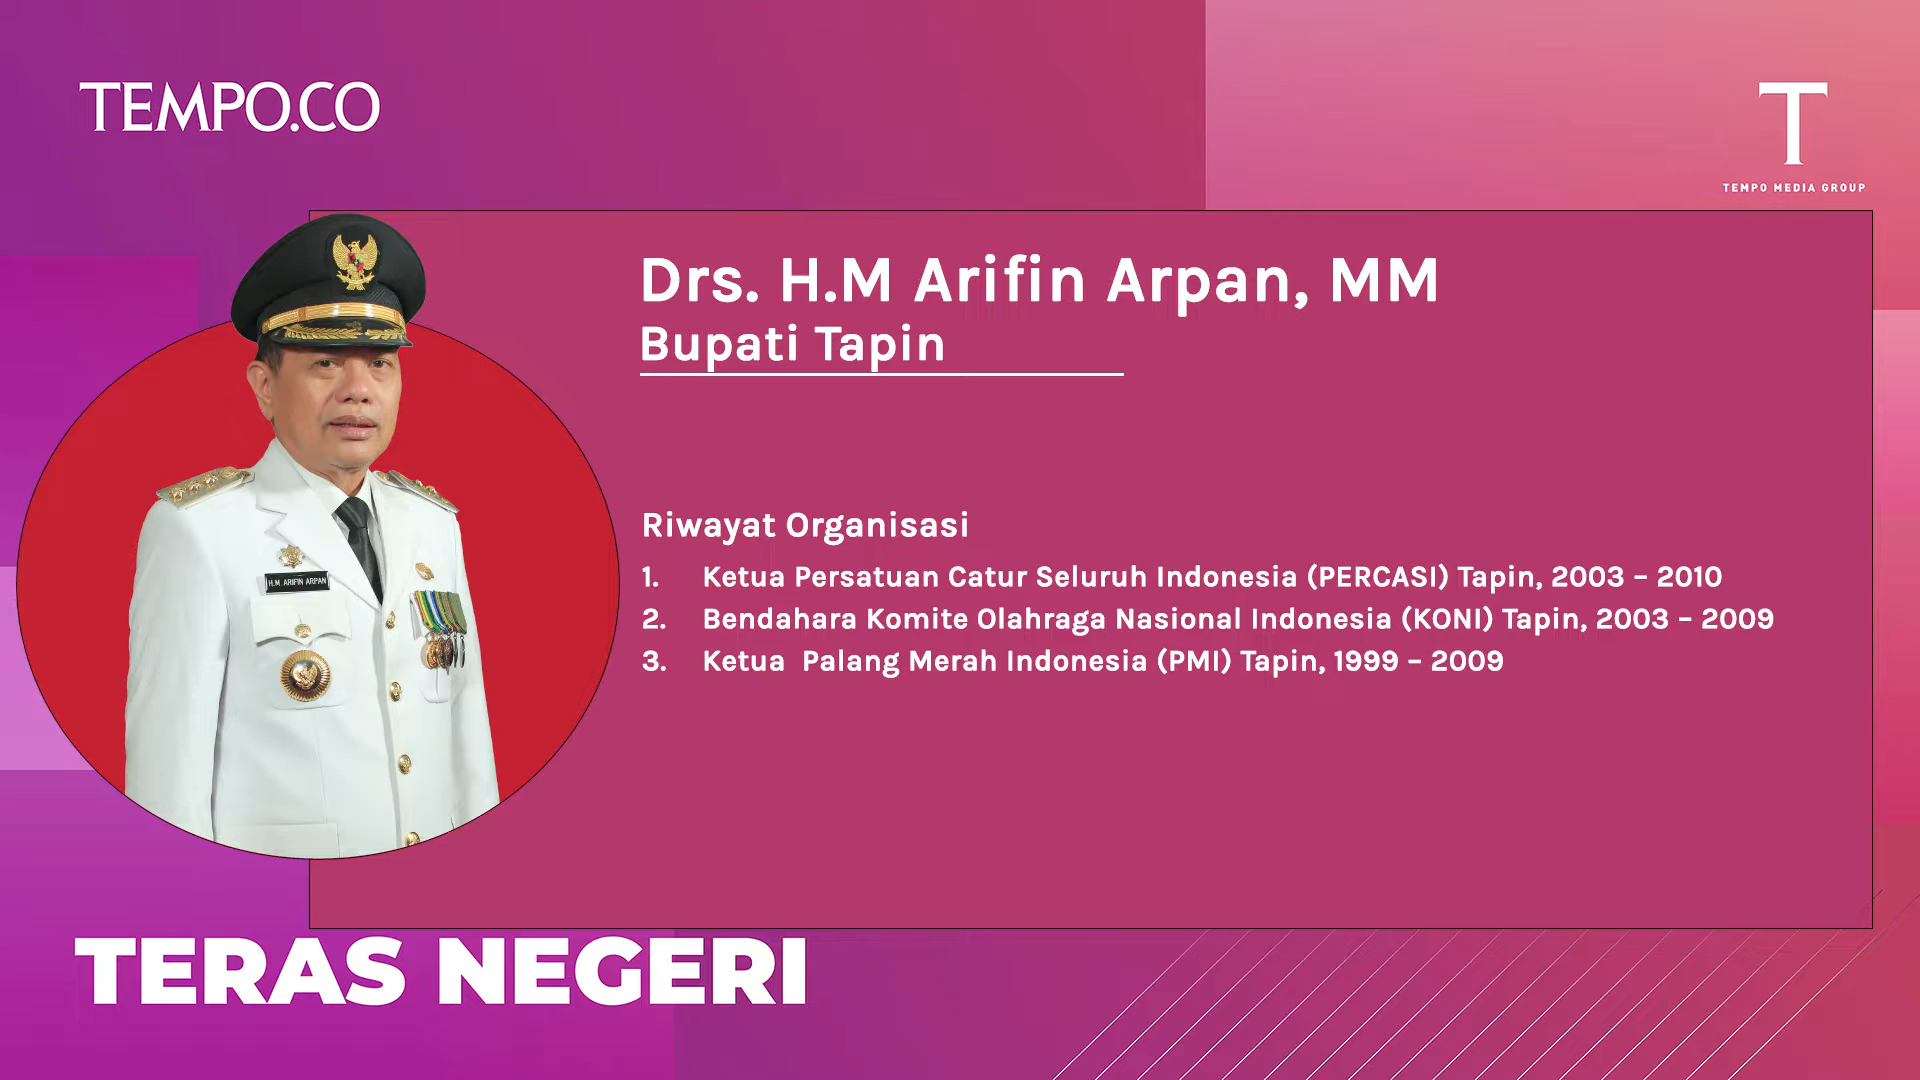 TEMPO.CO
T
TEMPO MEDIA GROUP
Drs. H.M Arifin Arpan, MM
Bupati Tapin
H.M. ARIFIN ARPAN
Riwayat Organisasi
1. Ketua Persatuan Catur Seluruh Indonesia (PERCASI) Tapin, 2003 – 2010
2. Bendahara Komite Olahraga Nasional Indonesia (KONI) Tapin, 2003 – 2009
3. Ketua Palang Merah Indonesia (PMI) Tapin, 1999 – 2009
TERAS NEGERI